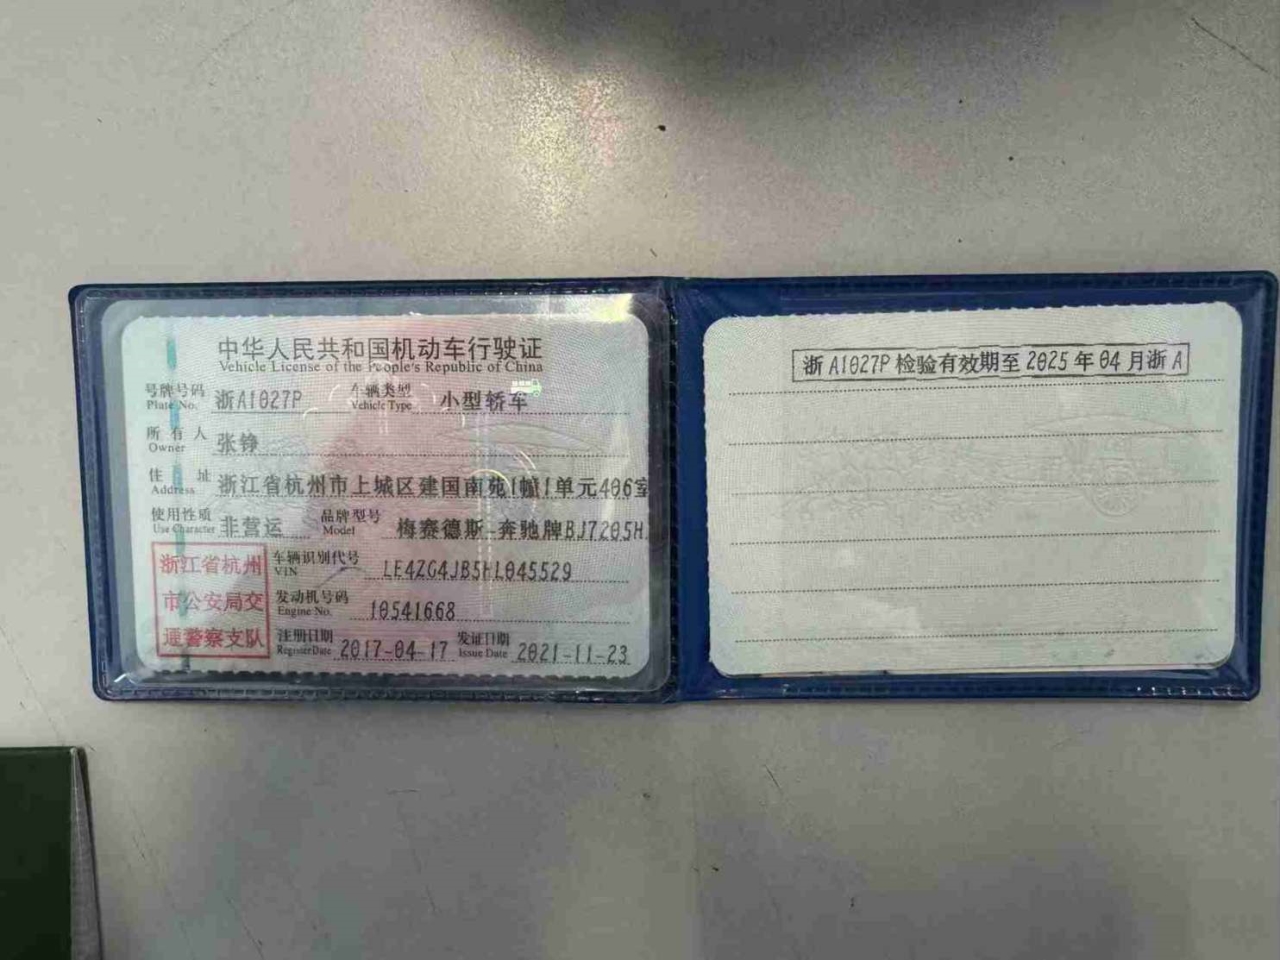 中华人民共和国机动车行驶证
Vehicle License of the People's Republic of China
号牌号码 浙A1027P 车辆类型 小型轿车
Plate No. Vehicle Type
所有人 张铮
Owner
住址 浙江省杭州市上城区建国南苑1幢1单元406室
Address
使用性质 非营运 品牌型号 梅赛德斯-奔驰牌BJ7205H
Use Character Model
浙江省杭州
市公安局交
通警察支队
车辆识别代号 LE4ZG4JB5HL045529
VIN
发动机号码 10541668
Engine No.
注册日期 2017-04-17 发证日期 2021-11-23
Register Date Issue Date
浙A1027P检验有效期至2025年04月浙A